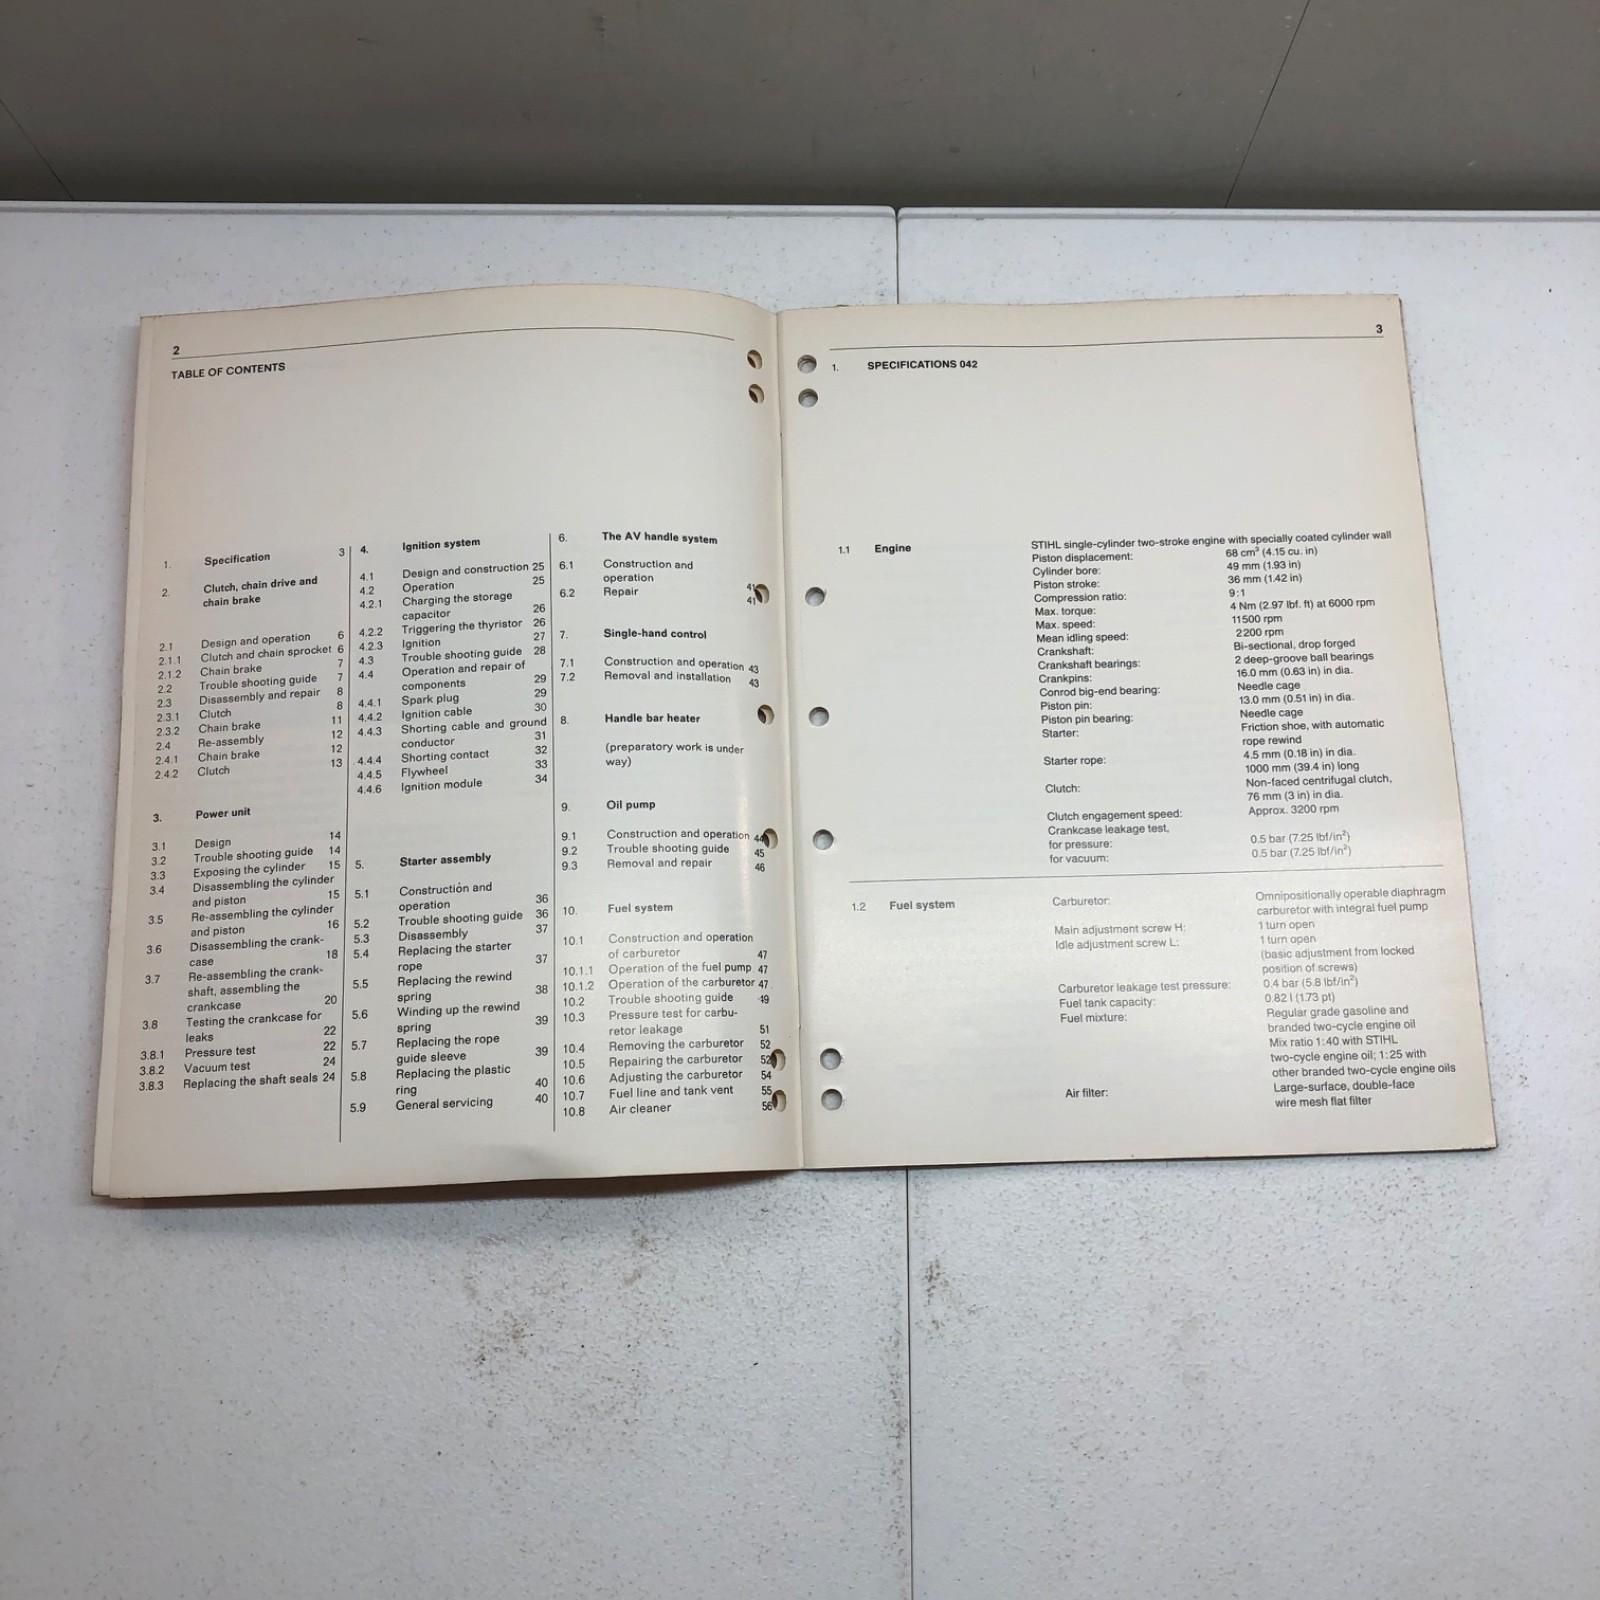 2
TABLE OF CONTENTS
1. Specification 3
2. Clutch, chain drive and
chain brake
2.1 Design and operation 6
2.1.1 Clutch and chain sprocket 6
2.1.2 Chain brake 7
2.2 Trouble shooting guide 7
2.3 Disassembly and repair 8
2.3.1 Clutch 8
2.3.2 Chain brake 11
2.4 Re-assembly 12
2.4.1 Chain brake 12
2.4.2 Clutch 13
3. Power unit
3.1 Design 14
3.2 Trouble shooting guide 14
3.3 Exposing the cylinder 15
3.4 Disassembling the cylinder
and piston 15
3.5 Re-assembling the cylinder
and piston 16
3.6 Disassembling the crank-
case 18
3.7 Re-assembling the crank-
shaft, assembling the
crankcase 20
3.8 Testing the crankcase for
leaks 22
3.8.1 Pressure test 22
3.8.2 Vacuum test 24
3.8.3 Replacing the shaft seals 24
4. Ignition system
4.1 Design and construction 25
4.2 Operation 25
4.2.1 Charging the storage
capacitor 26
4.2.2 Triggering the thyristor 26
4.2.3 Ignition 27
4.3 Trouble shooting guide 28
4.4 Operation and repair of
components 29
4.4.1 Spark plug 29
4.4.2 Ignition cable 30
4.4.3 Shorting cable and ground
conductor 31
4.4.4 Shorting contact 32
4.4.5 Flywheel 33
4.4.6 Ignition module 34
5. Starter assembly
5.1 Construction and
operation 36
5.2 Trouble shooting guide 36
5.3 Disassembly 37
5.4 Replacing the starter
rope 37
5.5 Replacing the rewind
spring 38
5.6 Winding up the rewind
spring 39
5.7 Replacing the rope
guide sleeve 39
5.8 Replacing the plastic
ring 40
5.9 General servicing 40
6. The AV handle system
6.1 Construction and
operation 41
6.2 Repair 41
7. Single-hand control
7.1 Construction and operation 43
7.2 Removal and installation 43
8. Handle bar heater
(preparatory work is under
way)
9. Oil pump
9.1 Construction and operation 44
9.2 Trouble shooting guide 45
9.3 Removal and repair 46
10. Fuel system
10.1 Construction and operation
of carburetor 47
10.1.1 Operation of the fuel pump 47
10.1.2 Operation of the carburetor 47
10.2 Trouble shooting guide 49
10.3 Pressure test for carbu-
retor leakage 51
10.4 Removing the carburetor 52
10.5 Repairing the carburetor 52
10.6 Adjusting the carburetor 54
10.7 Fuel line and tank vent 55
10.8 Air cleaner 56
3
1. SPECIFICATIONS 042
1.1 Engine STIHL single-cylinder two-stroke engine with specially coated cylinder wall
Piston displacement: 68 cm³ (4.15 cu. in)
Cylinder bore: 49 mm (1.93 in)
Piston stroke: 36 mm (1.42 in)
Compression ratio: 9:1
Max. torque: 4 Nm (2.97 lbf. ft) at 6000 rpm
Max. speed: 11500 rpm
Mean idling speed: 2200 rpm
Crankshaft: Bi-sectional, drop forged
Crankshaft bearings: 2 deep-groove ball bearings
Crankpins: 16.0 mm (0.63 in) in dia.
Conrod big-end bearing: Needle cage
Piston pin: 13.0 mm (0.51 in) in dia.
Piston pin bearing: Needle cage
Starter: Friction shoe, with automatic
rope rewind
Starter rope: 4.5 mm (0.18 in) in dia.
1000 mm (39.4 in) long
Clutch: Non-faced centrifugal clutch,
76 mm (3 in) in dia.
Clutch engagement speed: Approx. 3200 rpm
Crankcase leakage test,
for pressure: 0.5 bar (7.25 lbf/in²)
for vacuum: 0.5 bar (7.25 lbf/in²)
1.2 Fuel system Carburetor: Omnipositionally operable diaphragm
carburetor with integral fuel pump
Main adjustment screw H: 1 turn open
Idle adjustment screw L: 1 turn open
(basic adjustment from locked
position of screws)
Carburetor leakage test pressure: 0.4 bar (5.8 lbf/in²)
Fuel tank capacity: 0.82 l (1.73 pt)
Fuel mixture: Regular grade gasoline and
branded two-cycle engine oil
Mix ratio 1:40 with STIHL
two-cycle engine oil; 1:25 with
other branded two-cycle engine oils
Air filter: Large-surface, double-face
wire mesh flat filter